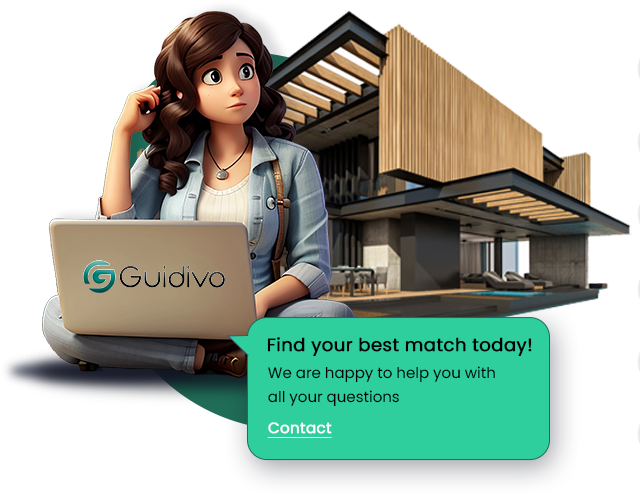 Guidivo
Find your best match today!
We are happy to help you with
all your questions
Contact